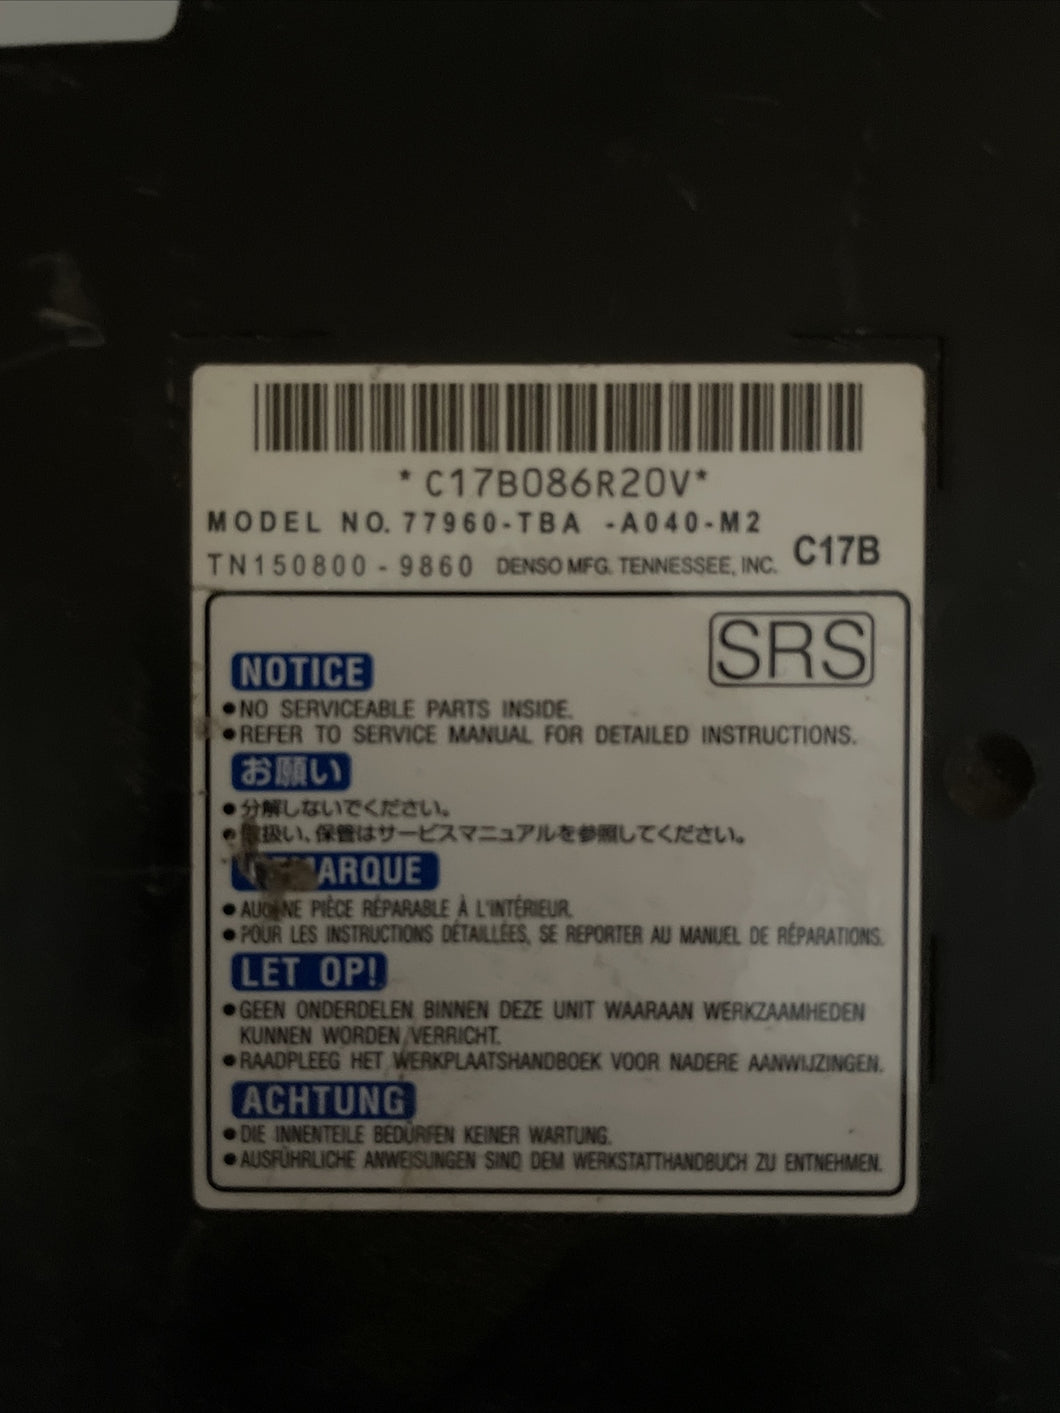 *C17B086R20V*
MODEL NO. 77960-TBA -A040-M2
C17B
TN150800-9860 DENSO MFG. TENNESSEE, INC.
SRS
NOTICE
●NO SERVICEABLE PARTS INSIDE.
●REFER TO SERVICE MANUAL FOR DETAILED INSTRUCTIONS.
お願い
●分解しないでください。
●扱い、保管はサービスマニュアルを参照してください。
ARQUE
●AUCUNE PIÈCE RÉPARABLE À L'INTÉRIEUR.
●POUR LES INSTRUCTIONS DÉTAILLÉES, SE REPORTER AU MANUEL DE RÉPARATIONS.
LET OP!
●GEEN ONDERDELEN BINNEN DEZE UNIT WAARAAN WERKZAAMHEDEN
KUNNEN WORDEN VERRICHT.
●RAADPLEEG HET WERKPLAATSHANDBOEK VOOR NADERE AANWIJZINGEN.
ACHTUNG
●DIE INNENTEILE BEDÜRFEN KEINER WARTUNG.
●AUSFÜHRLICHE ANWEISUNGEN SIND DEM WERKSTATTHANDBUCH ZU ENTNEHMEN.